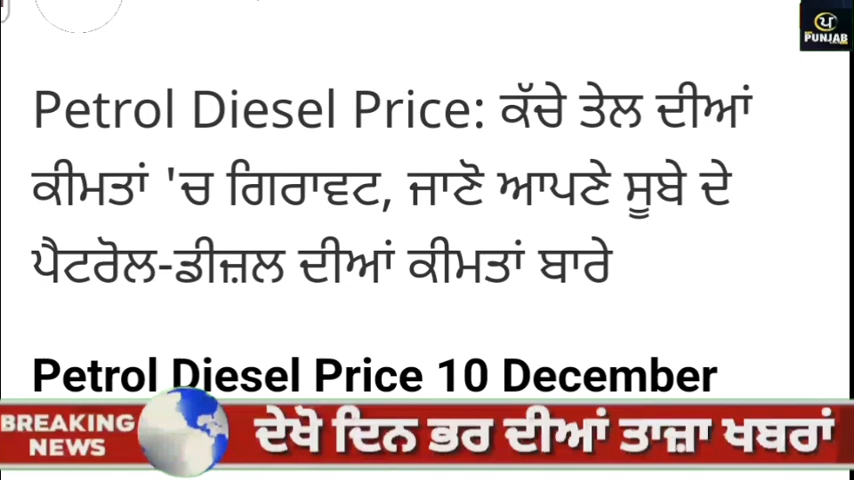 ਪ
PUNJAB
Petrol Diesel Price: ਕੱਚੇ ਤੇਲ ਦੀਆਂ
ਕੀਮਤਾਂ 'ਚ ਗਿਰਾਵਟ, ਜਾਣੋ ਆਪਣੇ ਸੂਬੇ ਦੇ
ਪੈਟਰੋਲ-ਡੀਜ਼ਲ ਦੀਆਂ ਕੀਮਤਾਂ ਬਾਰੇ
Petrol Diesel Price 10 December
BREAKING
NEWS
ਦੇਖੋ ਦਿਨ ਭਰ ਦੀਆਂ ਤਾਜ਼ਾ ਖਬਰਾਂ